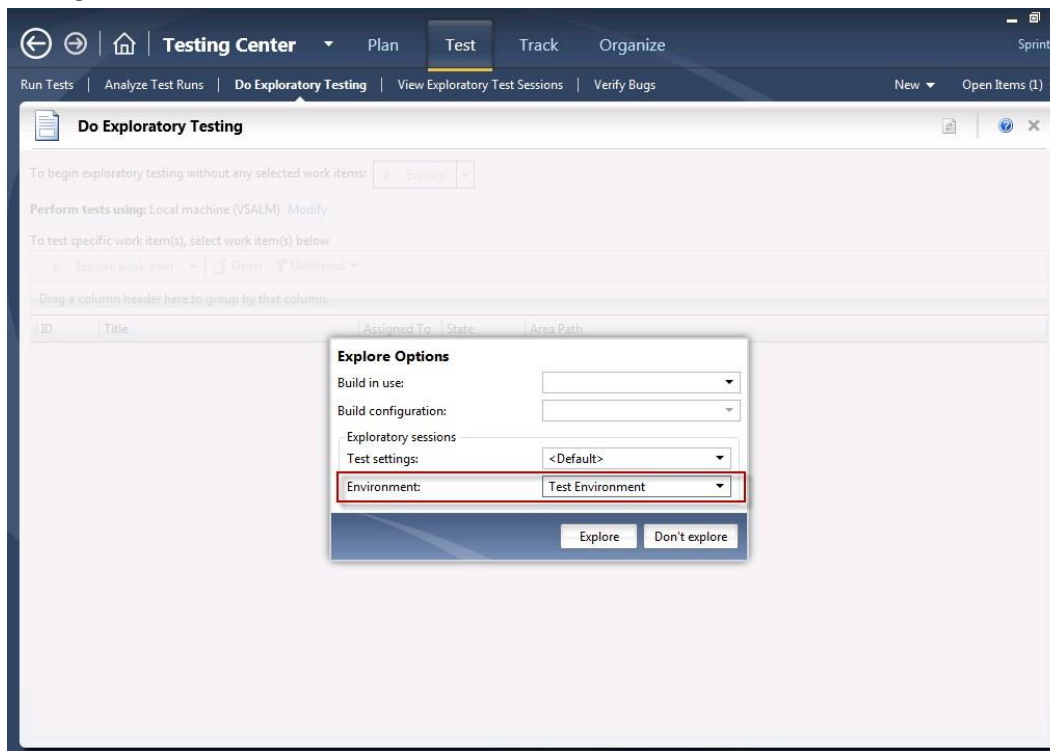 Testing Center Plan Test Track Organize Sprint
Run Tests | Analyze Test Runs | Do Exploratory Testing | View Exploratory Test Sessions | Verify Bugs New Open Items (1)
Do Exploratory Testing
To begin exploratory testing without any selected work items: Explore
Perform tests using: Local machine (VSALM) Modify
To test specific work item(s), select work item(s) below
Explore work item Open Unfiltered
Drag a column header here to group by that column.
ID Title Assigned To State Area Path
Explore Options
Build in use:
Build configuration:
Exploratory sessions
Test settings: <Default>
Environment: Test Environment
Explore Don't explore